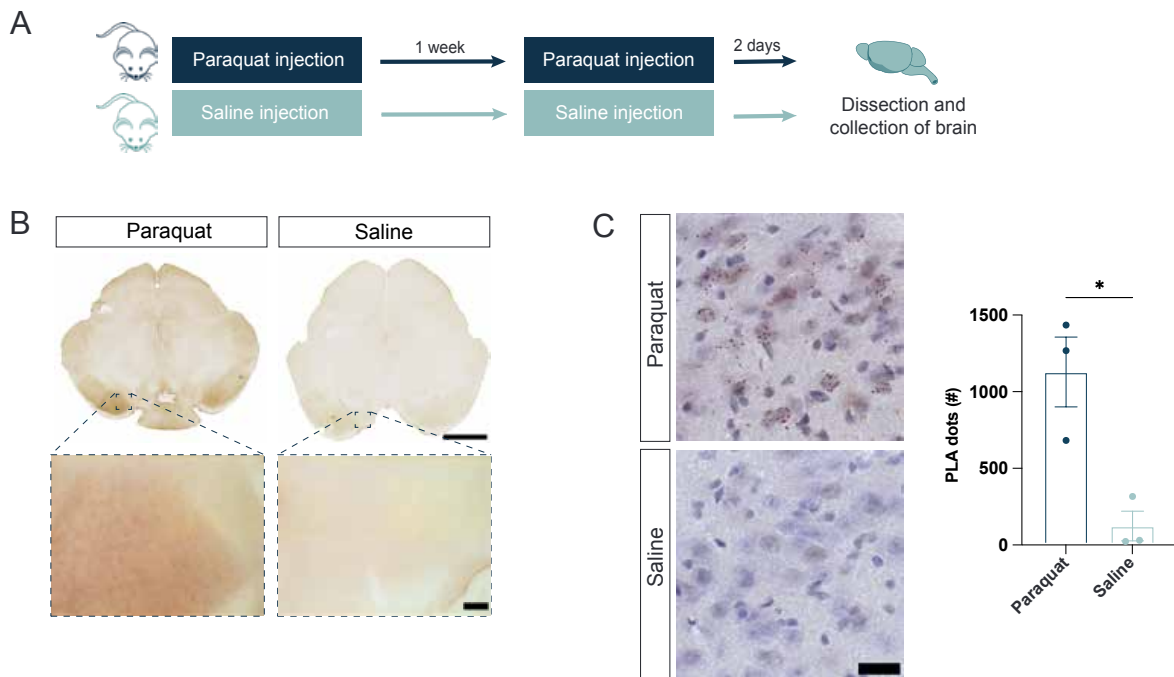 A
Paraquat injection
1 week
Paraquat injection
2 days
Saline injection
Saline injection
Dissection and
collection of brain
B
Paraquat
Saline
C
Paraquat
Saline
*
PLA dots (#)
1500
1000
500
0
Paraquat
Saline